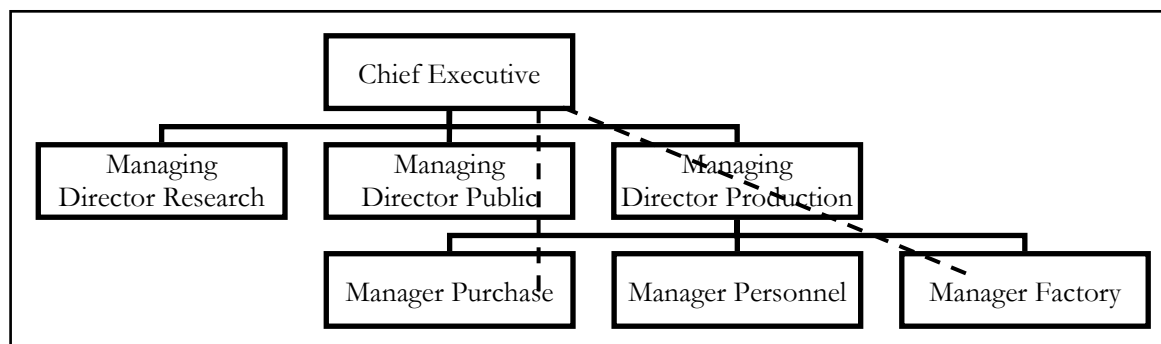 Chief Executive
Managing
Director Research
Managing
Director Public
Managing
Director Production
Manager Purchase
Manager Personnel
Manager Factory